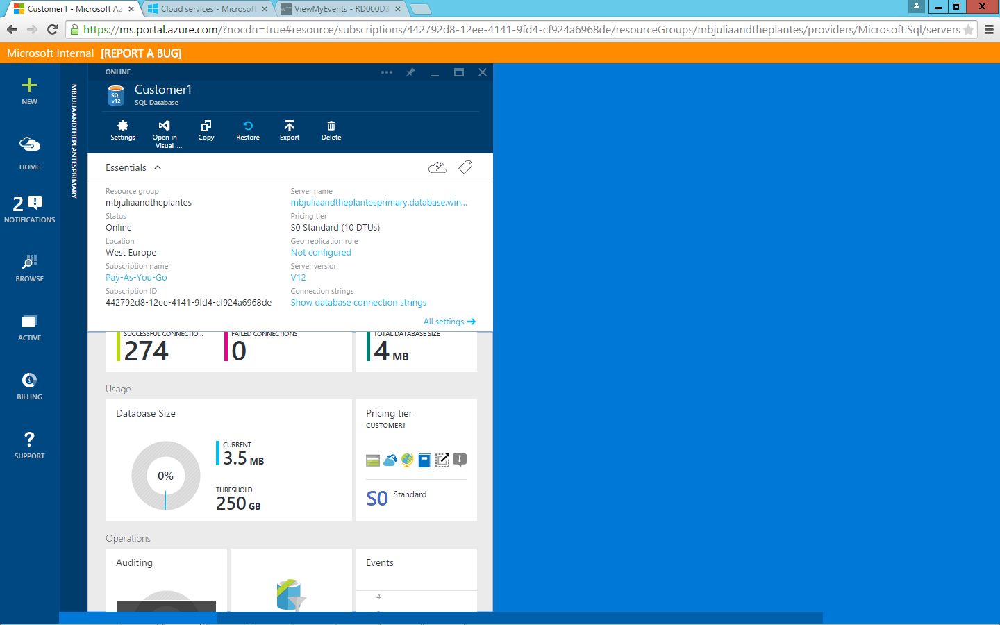 Customer1 - Microsoft Az
Cloud services - Microsoft
ViewMyEvents - RD000D3
https://ms.portal.azure.com/?nocdn=true#resource/subscriptions/442792d8-12ee-4141-9fd4-cf924a6968de/resourceGroups/mbjuliaandtheplantes/providers/Microsoft.Sql/servers
Microsoft Internal [REPORT A BUG]
NEW
HOME
2
NOTIFICATIONS
BROWSE
ACTIVE
BILLING
SUPPORT
MBJULIAANDTHEPLANTESPRIMARY
ONLINE
SQL
v12
Customer1
SQL Database
Settings
Open in
Visual ...
Copy
Restore
Export
Delete
Essentials
Resource group
mbjuliaandtheplantes
Status
Online
Location
West Europe
Subscription name
Pay-As-You-Go
Subscription ID
442792d8-12ee-4141-9fd4-cf924a6968de
Server name
mbjuliaandtheplantesprimary.database.win...
Pricing tier
S0 Standard (10 DTUs)
Geo-replication role
Not configured
Server version
V12
Connection strings
Show database connection strings
All settings
SUCCESSFUL CONNECTIO...
274
FAILED CONNECTIONS
0
TOTAL DATABASE SIZE
4 MB
Usage
Database Size
0%
CURRENT
3.5 MB
THRESHOLD
250 GB
Pricing tier
CUSTOMER1
S0 Standard
Operations
Auditing
Events
4